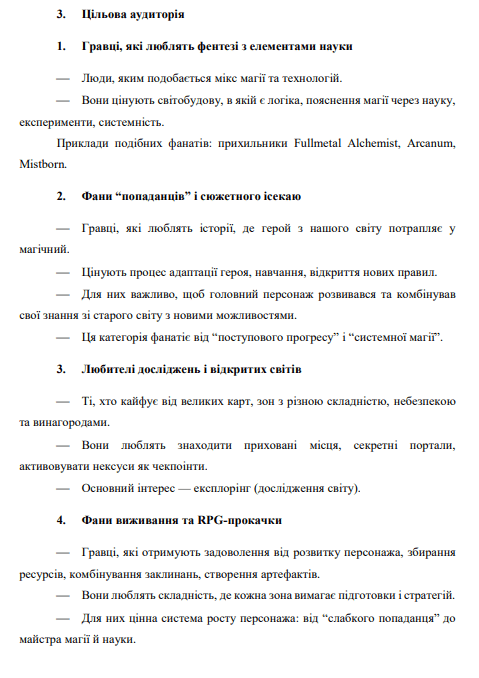 3. Цільова аудиторія
1. Гравці, які люблять фентезі з елементами науки
— Люди, яким подобається мікс магії та технологій.
— Вони цінують світобудову, в якій є логіка, пояснення магії через науку,
експерименти, системність.
Приклади подібних фанатів: прихильники Fullmetal Alchemist, Arcanum,
Mistborn.
2. Фани “попаданців” і сюжетного ісекаю
— Гравці, які люблять історії, де герой з нашого світу потрапляє у
магічний.
— Цінують процес адаптації героя, навчання, відкриття нових правил.
— Для них важливо, щоб головний персонаж розвивався та комбінував
свої знання зі старого світу з новими можливостями.
— Ця категорія фанатіє від “поступового прогресу” і “системної магії”.
3. Любителі досліджень і відкритих світів
— Ті, хто кайфує від великих карт, зон з різною складністю, небезпекою
та винагородами.
— Вони люблять знаходити приховані місця, секретні портали,
активовувати нексуси як чекпоінти.
— Основний інтерес — експлорінг (дослідження світу).
4. Фани виживання та RPG-прокачки
— Гравці, які отримують задоволення від розвитку персонажа, збирання
ресурсів, комбінування заклинань, створення артефактів.
— Вони люблять складність, де кожна зона вимагає підготовки і стратегій.
— Для них цінна система росту персонажа: від “слабкого попаданця” до
майстра магії й науки.